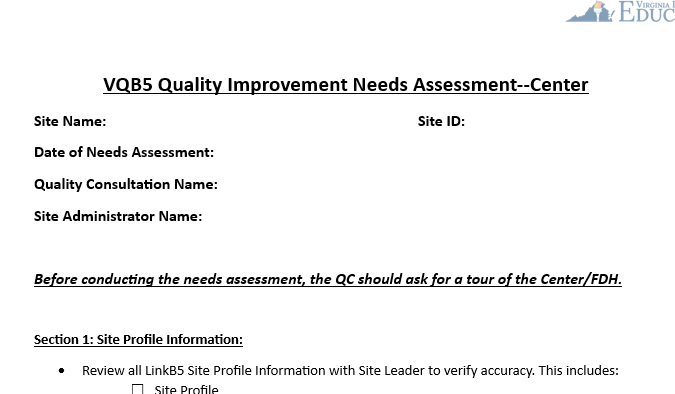 VIRGINIA
EDUC
VQB5 Quality Improvement Needs Assessment--Center
Site Name: Site ID:
Date of Needs Assessment:
Quality Consultation Name:
Site Administrator Name:
Before conducting the needs assessment, the QC should ask for a tour of the Center/FDH.
Section 1: Site Profile Information:
• Review all LinkB5 Site Profile Information with Site Leader to verify accuracy. This includes:
☐ Site Profile